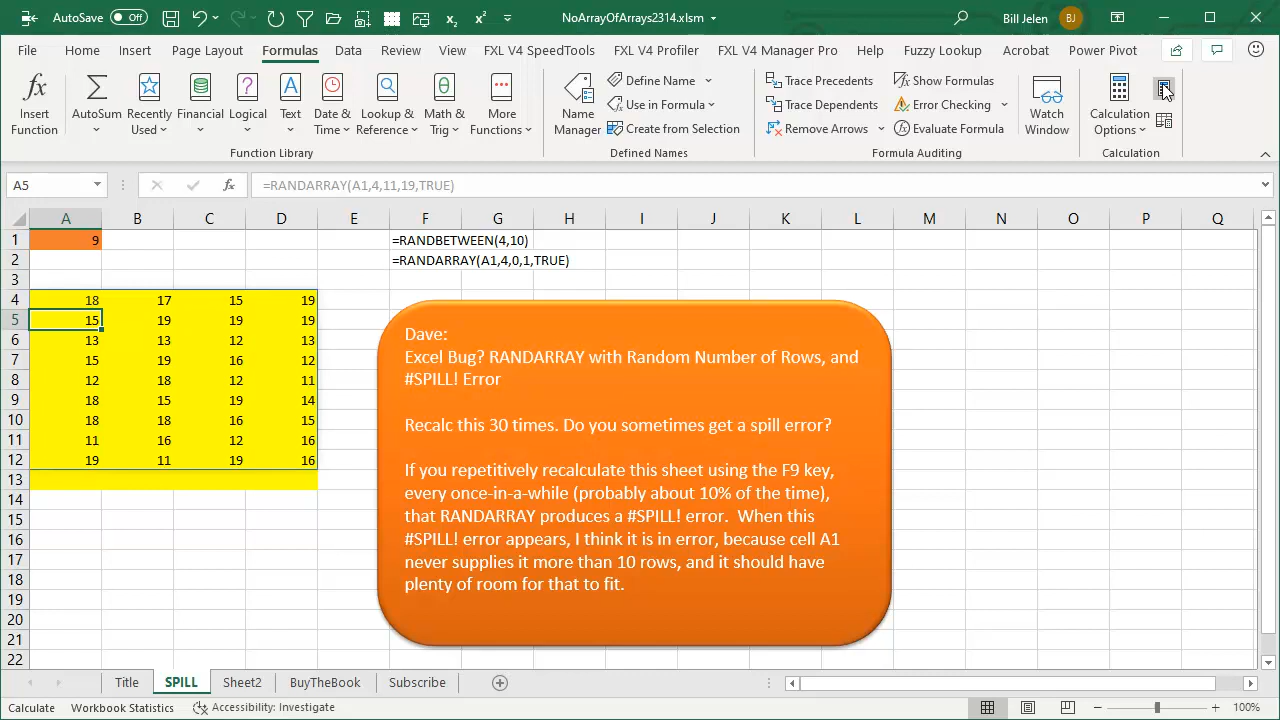 AutoSave Off NoArrayOfArrays2314.xlsm Bill Jelen BJ
File Home Insert Page Layout Formulas Data Review View FXL V4 SpeedTools FXL V4 Profiler FXL V4 Manager Pro Help Fuzzy Lookup Acrobat Power Pivot
Insert Function
AutoSum
Recently Used
Financial
Logical
Text
Date & Time
Lookup & Reference
Math & Trig
More Functions
Function Library
Name Manager
Define Name
Use in Formula
Create from Selection
Defined Names
Trace Precedents
Trace Dependents
Remove Arrows
Show Formulas
Error Checking
Evaluate Formula
Formula Auditing
Watch Window
Calculation Options
Calculation
A5 fx =RANDARRAY(A1,4,11,19,TRUE)
A B C D E F G H I J K L M N O P Q
1 9 =RANDBETWEEN(4,10)
2 =RANDARRAY(A1,4,0,1,TRUE)
3
4 18 17 15 19
5 15 19 19 19
6 13 13 12 13
7 15 19 16 12
8 12 18 12 11
9 18 15 19 14
10 18 18 16 15
11 11 16 12 16
12 19 11 19 16
13
14
15
16
17
18
19
20
21
22
Dave:
Excel Bug? RANDARRAY with Random Number of Rows, and
#SPILL! Error
Recalc this 30 times. Do you sometimes get a spill error?
If you repetitively recalculate this sheet using the F9 key,
every once-in-a-while (probably about 10% of the time),
that RANDARRAY produces a #SPILL! error. When this
#SPILL! error appears, I think it is in error, because cell A1
never supplies it more than 10 rows, and it should have
plenty of room for that to fit.
Title SPILL Sheet2 BuyTheBook Subscribe
Calculate Workbook Statistics Accessibility: Investigate 100%